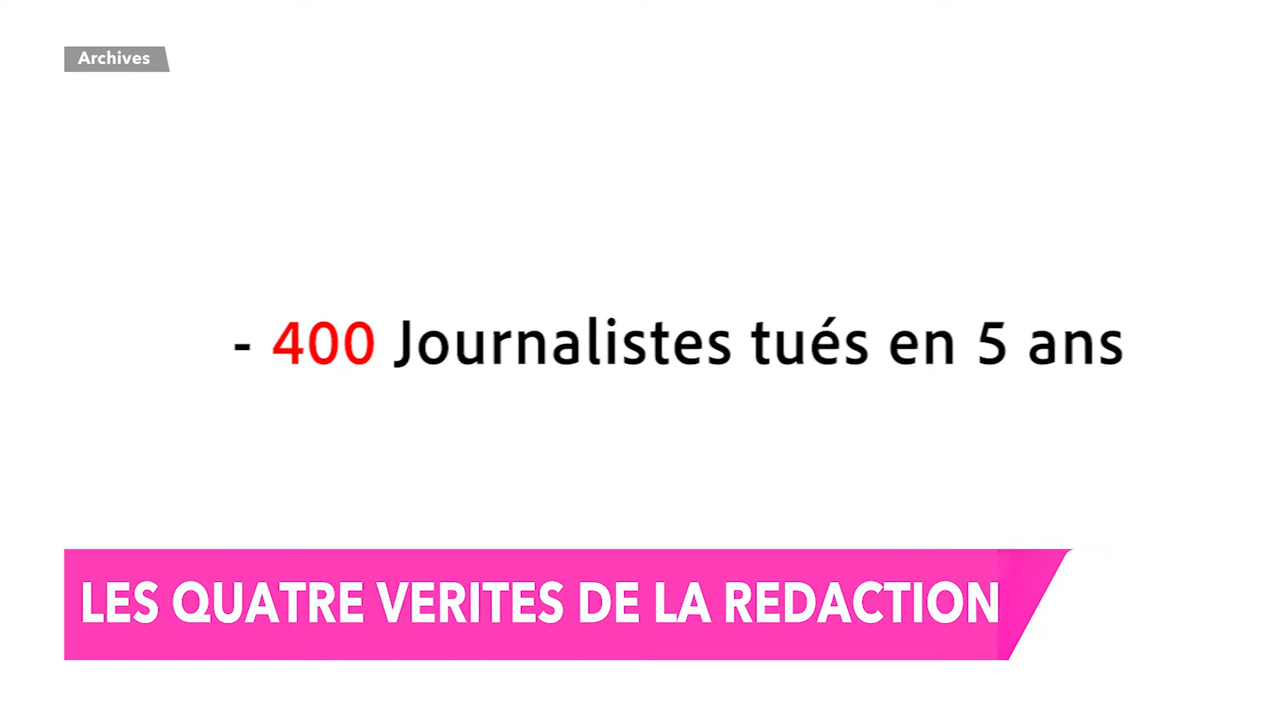 Archives
- 400 Journalistes tués en 5 ans
LES QUATRE VERITES DE LA REDACTION